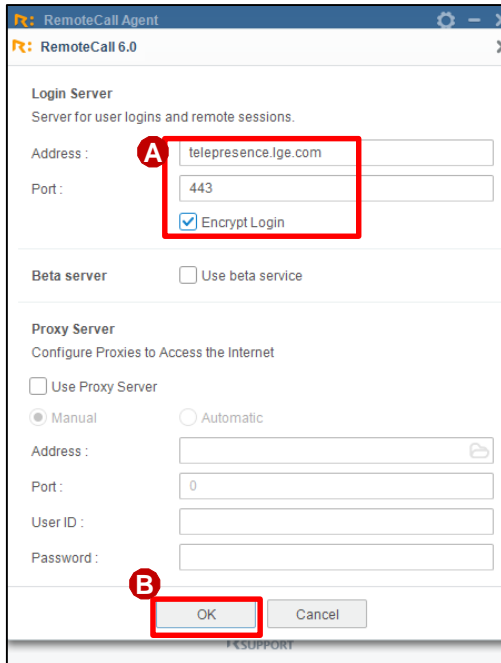 RemoteCall Agent
RemoteCall 6.0
Login Server
Server for user logins and remote sessions.
A
Address : telepresence.lge.com
Port : 443
Encrypt Login
Beta server Use beta service
Proxy Server
Configure Proxies to Access the Internet
Use Proxy Server
Manual Automatic
Address :
Port : 0
User ID :
Password :
B
OK Cancel
RSUPPORT